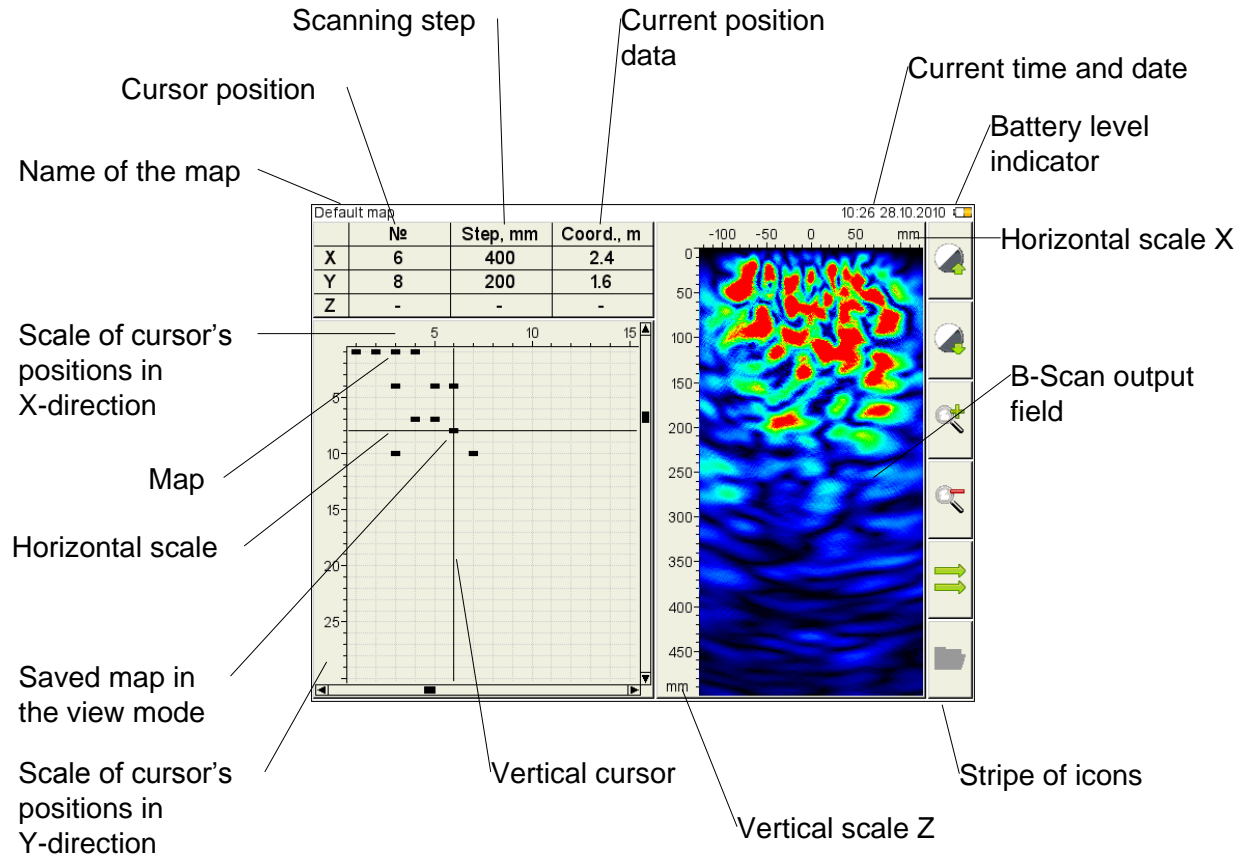 Scanning step
Current position
data
Current time and date
Cursor position
Battery level
indicator
Name of the map
Default map
10:26 28.10.2010
№ Step, mm Coord., m
X 6 400 2.4
Y 8 200 1.6
Z - - -
-100 -50 0 50 mm
Horizontal scale X
0
50
100
150
200
250
300
350
400
450
mm
Scale of cursor's
positions in
X-direction
5 10 15
5
10
15
20
25
B-Scan output
field
Map
Horizontal scale
Saved map in
the view mode
Scale of cursor's
positions in
Y-direction
Vertical cursor
Stripe of icons
Vertical scale Z